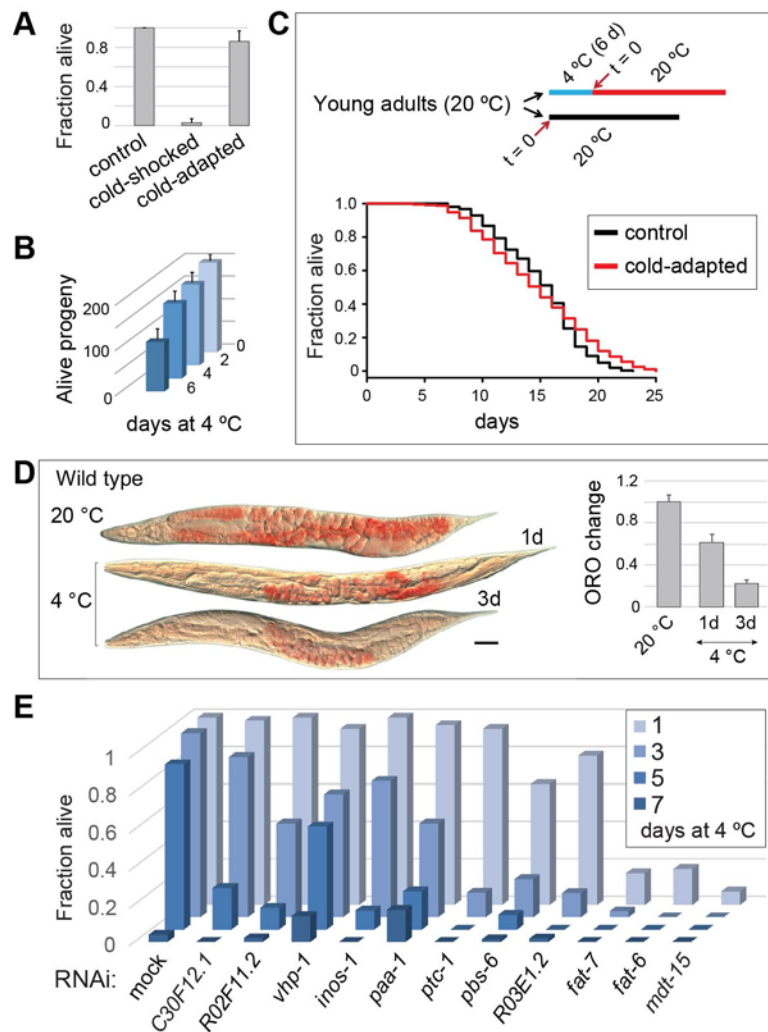 A
Fraction alive
0.8
0.4
0
control
cold-shocked
cold-adapted
B
Alive progeny
200
100
0
0
2
4
6
days at 4 ºC
C
4 ºC (6 d)
t = 0
20 ºC
Young adults (20 ºC)
t = 0
20 ºC
Fraction alive
1.0
0.8
0.6
0.4
0.2
0.0
0 5 10 15 20 25
days
control
cold-adapted
D
Wild type
20 °C
1d
4 °C
3d
ORO change
1.2
0.8
0.4
0
20 °C
1d 3d
4 °C
E
Fraction alive
1
0.8
0.6
0.4
0.2
0
1
3
5
7
days at 4 ºC
RNAi:
mock
C30F12.1
R02F11.2
vhp-1
inos-1
paa-1
ptc-1
pbs-6
R03E1.2
fat-7
fat-6
mdt-15